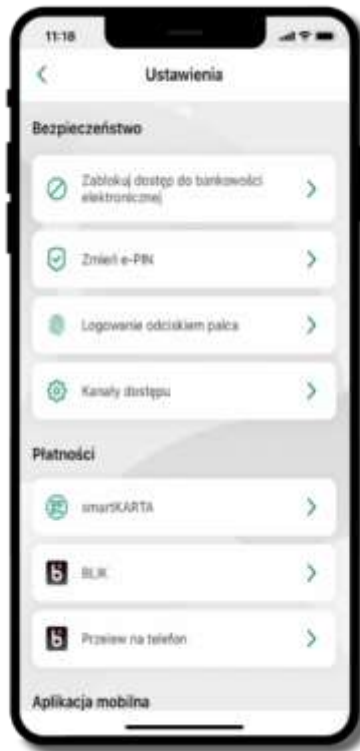 11:18
Ustawienia
Bezpieczeństwo
Zablokuj dostęp do bankowości
elektronicznej
Zmień e-PIN
Logowanie odciskiem palca
Kanały dostępu
Płatności
smartKARTA
BLIK
Przelew na telefon
Aplikacja mobilna